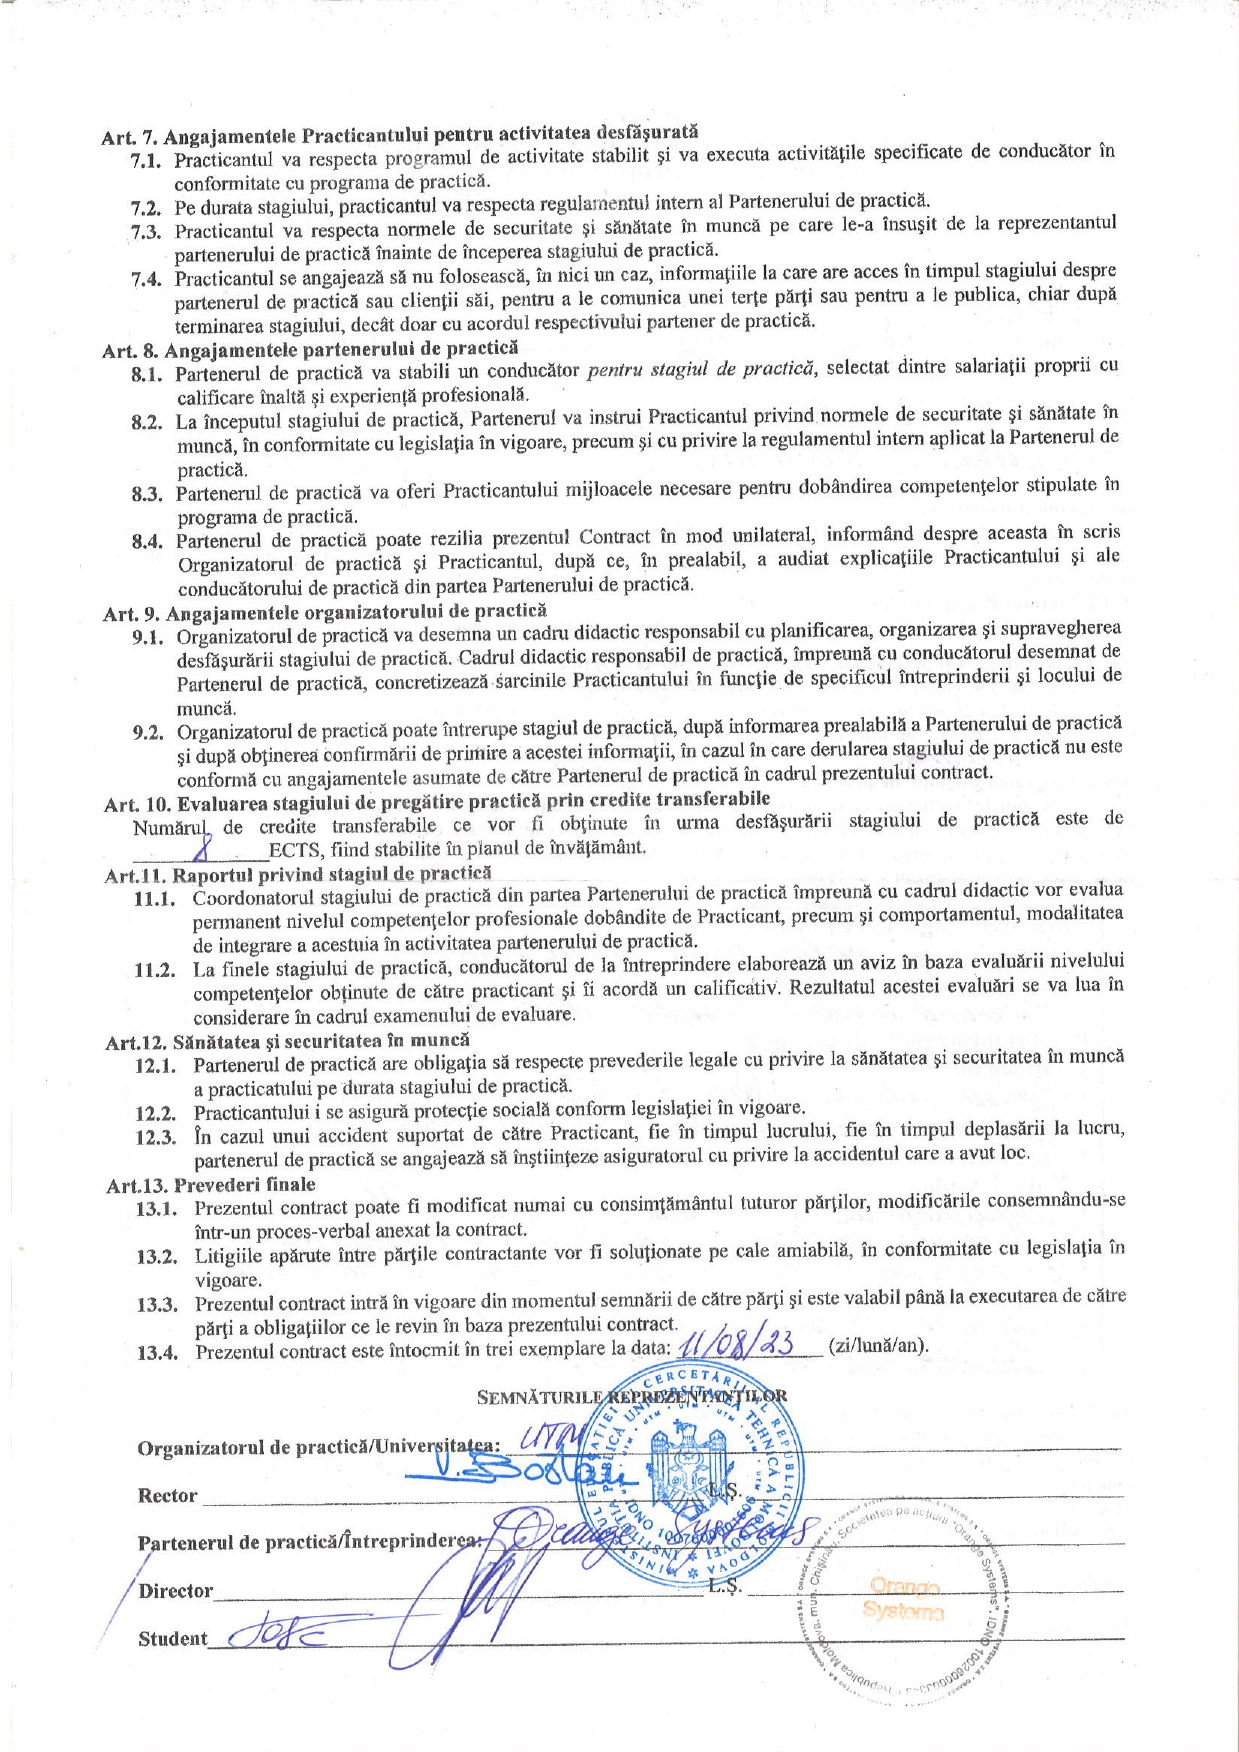 Art. 7. Angajamentele Practicantului pentru activitatea desfăşurată
7.1. Practicantul va respecta programul de activitate stabilit şi va executa activităţile specificate de conducător în
conformitate cu programa de practică.
7.2. Pe durata stagiului, practicantul va respecta regulamentul intern al Partenerului de practică.
7.3. Practicantul va respecta normele de securitate şi sănătate în muncă pe care le-a însuşit de la reprezentantul
partenerului de practică înainte de începerea stagiului de practică.
7.4. Practicantul se angajează să nu folosească, în nici un caz, informaţiile la care are acces în timpul stagiului despre
partenerul de practică sau clienţii săi, pentru a le comunica unei terţe părţi sau pentru a le publica, chiar după
terminarea stagiului, decât doar cu acordul respectivului partener de practică.
Art. 8. Angajamentele partenerului de practică
8.1. Partenerul de practică va stabili un conducător pentru stagiul de practică, selectat dintre salariaţii proprii cu
calificare înaltă şi experienţă profesională.
8.2. La începutul stagiului de practică, Partenerul va instrui Practicantul privind normele de securitate şi sănătate în
muncă, în conformitate cu legislaţia în vigoare, precum şi cu privire la regulamentul intern aplicat la Partenerul de
practică.
8.3. Partenerul de practică va oferi Practicantului mijloacele necesare pentru dobândirea competenţelor stipulate în
programa de practică.
8.4. Partenerul de practică poate rezilia prezentul Contract în mod unilateral, informând despre aceasta în scris
Organizatorul de practică şi Practicantul, după ce, în prealabil, a audiat explicaţiile Practicantului şi ale
conducătorului de practică din partea Partenerului de practică.
Art. 9. Angajamentele organizatorului de practică
9.1. Organizatorul de practică va desemna un cadru didactic responsabil cu planificarea, organizarea şi supravegherea
desfăşurării stagiului de practică. Cadrul didactic responsabil de practică, împreună cu conducătorul desemnat de
Partenerul de practică, concretizează sarcinile Practicantului în funcţie de specificul întreprinderii şi locului de
muncă.
9.2. Organizatorul de practică poate întrerupe stagiul de practică, după informarea prealabilă a Partenerului de practică
şi după obţinerea confirmării de primire a acestei informaţii, în cazul în care derularea stagiului de practică nu este
conformă cu angajamentele asumate de către Partenerul de practică în cadrul prezentului contract.
Art. 10. Evaluarea stagiului de pregătire practică prin credite transferabile
Numărul de credite transferabile ce vor fi obţinute în urma desfăşurării stagiului de practică este de
8 ECTS, fiind stabilite în planul de învăţământ.
Art.11. Raportul privind stagiul de practică
11.1. Coordonatorul stagiului de practică din partea Partenerului de practică împreună cu cadrul didactic vor evalua
permanent nivelul competenţelor profesionale dobândite de Practicant, precum şi comportamentul, modalitatea
de integrare a acestuia în activitatea partenerului de practică.
11.2. La finele stagiului de practică, conducătorul de la întreprindere elaborează un aviz în baza evaluării nivelului
competenţelor obţinute de către practicant şi îi acordă un calificativ. Rezultatul acestei evaluări se va lua în
considerare în cadrul examenului de evaluare.
Art.12. Sănătatea şi securitatea în muncă
12.1. Partenerul de practică are obligaţia să respecte prevederile legale cu privire la sănătatea şi securitatea în muncă
a practicatului pe durata stagiului de practică.
12.2. Practicantului i se asigură protecţie socială conform legislaţiei în vigoare.
12.3. În cazul unui accident suportat de către Practicant, fie în timpul lucrului, fie în timpul deplasării la lucru,
partenerul de practică se angajează să înştiinţeze asiguratorul cu privire la accidentul care a avut loc.
Art.13. Prevederi finale
13.1. Prezentul contract poate fi modificat numai cu consimţământul tuturor părţilor, modificările consemnându-se
într-un proces-verbal anexat la contract.
13.2. Litigiile apărute între părţile contractante vor fi soluţionate pe cale amiabilă, în conformitate cu legislaţia în
vigoare.
13.3. Prezentul contract intră în vigoare din momentul semnării de către părţi şi este valabil până la executarea de către
părţi a obligaţiilor ce le revin în baza prezentului contract.
13.4. Prezentul contract este întocmit în trei exemplare la data: 11/08/23 (zi/lună/an).
SEMNĂTURILE REPREZENTANŢILOR
Organizatorul de practică/Universitatea: UTM
Rector L.Ş.
Partenerul de practică/Întreprinderea: Orange Systems
Director L.Ş.
Student
Orange
Systems